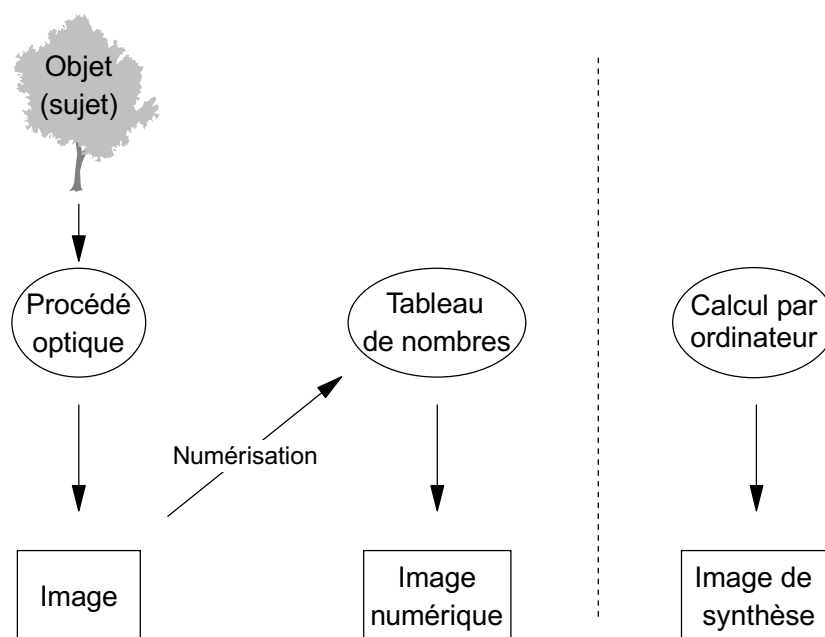 Objet
(sujet)
Procédé
optique
Tableau
de nombres
Calcul par
ordinateur
Numérisation
Image
Image
numérique
Image de
synthèse